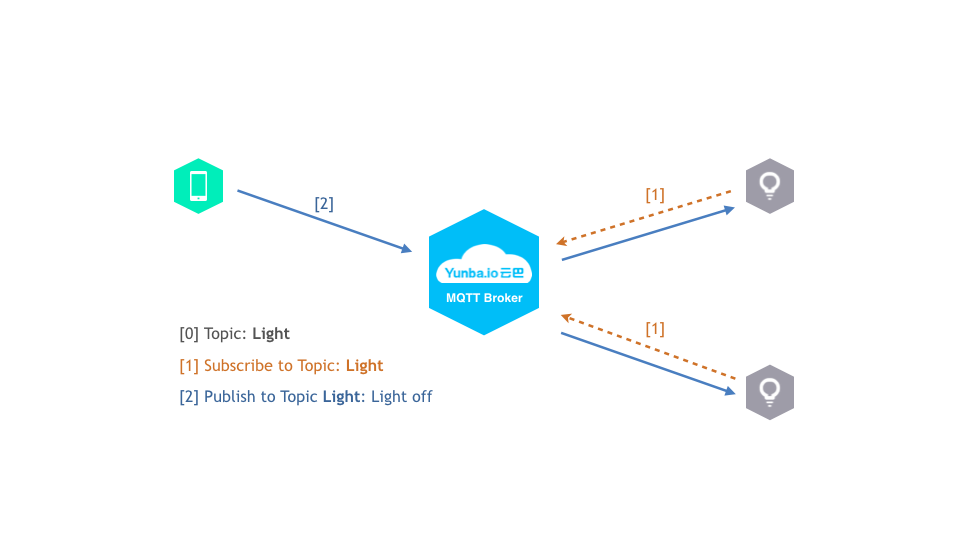 [2]
[1]
Yunba.io 云巴
MQTT Broker
[1]
[0] Topic: Light
[1] Subscribe to Topic: Light
[2] Publish to Topic Light: Light off